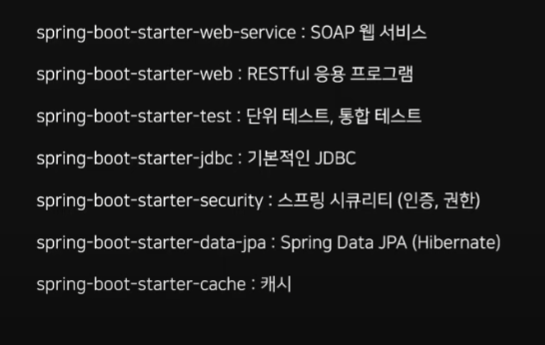 spring-boot-starter-web-service : SOAP 웹 서비스
spring-boot-starter-web : RESTful 응용 프로그램
spring-boot-starter-test : 단위 테스트, 통합 테스트
spring-boot-starter-jdbc : 기본적인 JDBC
spring-boot-starter-security : 스프링 시큐리티 (인증, 권한)
spring-boot-starter-data-jpa : Spring Data JPA (Hibernate)
spring-boot-starter-cache : 캐시